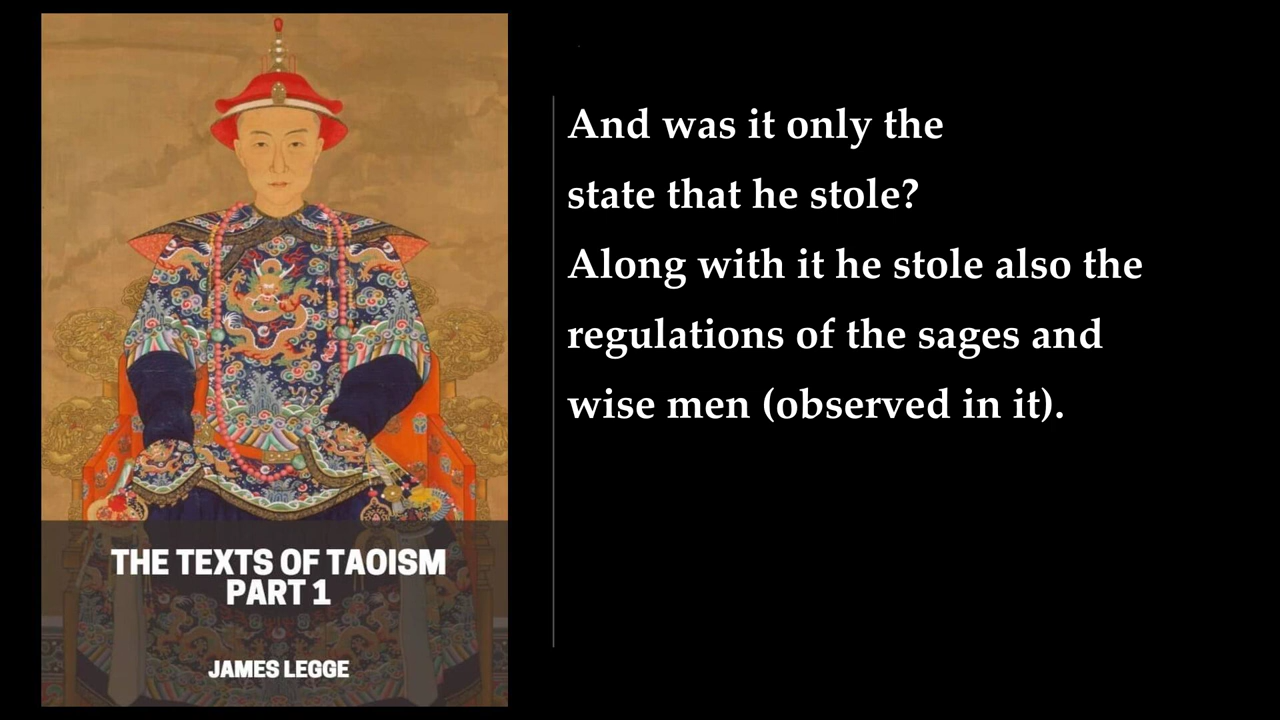 THE TEXTS OF TAOISM
PART 1
JAMES LEGGE
And was it only the
state that he stole?
Along with it he stole also the
regulations of the sages and
wise men (observed in it).